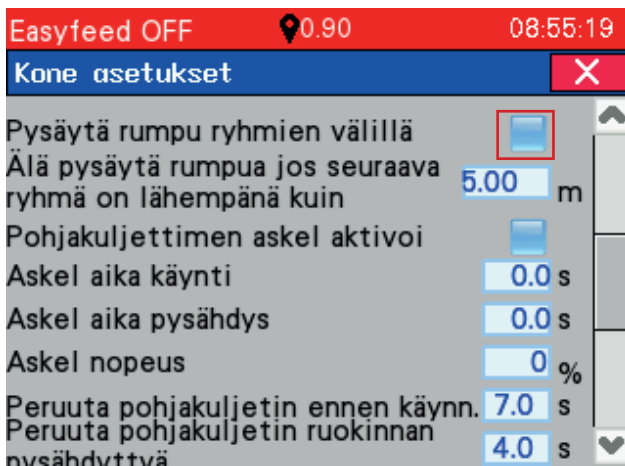 Easyfeed OFF 0.90 08:55:19
Kone asetukset X
Pysäytä rumpu ryhmien välillä
Älä pysäytä rumpua jos seuraava
ryhmä on lähempänä kuin 5.00 m
Pohjakuljettimen askel aktivoi
Askel aika käynti 0.0 s
Askel aika pysähdys 0.0 s
Askel nopeus 0 %
Peruuta pohjakuljetin ennen käynn. 7.0 s
Peruuta pohjakuljetin ruokinnan
pysähdyttyä 4.0 s